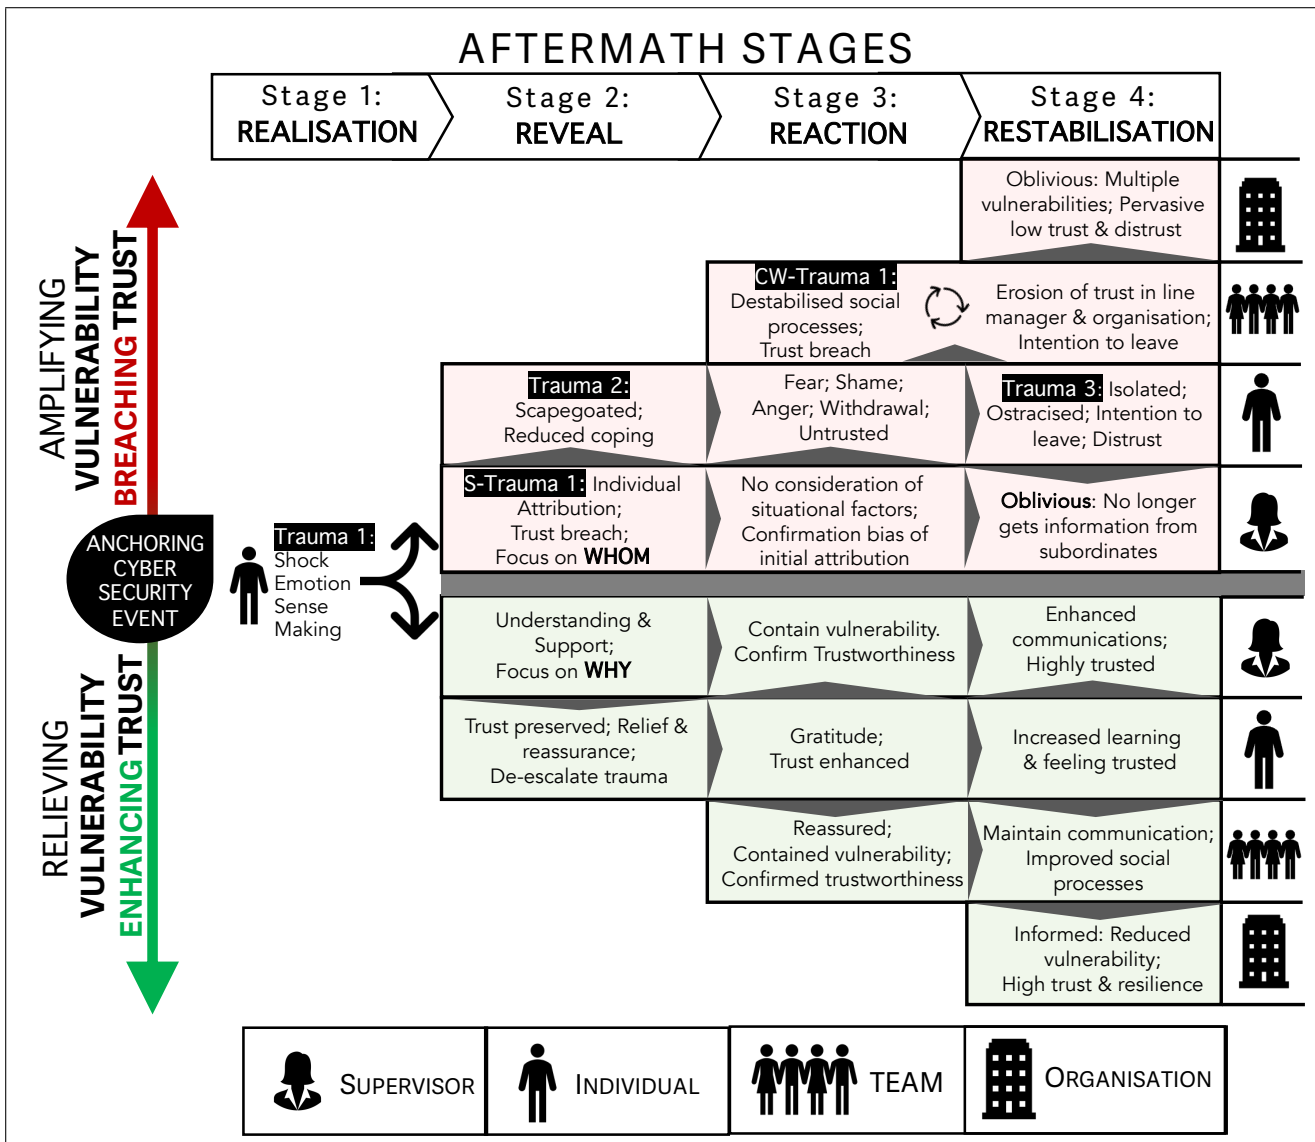 AFTERMATH STAGES
Stage 1:
REALISATION
Stage 2:
REVEAL
Stage 3:
REACTION
Stage 4:
RESTABILISATION
AMPLIFYING
VULNERABILITY
BREACHING TRUST
Oblivious: Multiple
vulnerabilities; Pervasive
low trust & distrust
CW-Trauma 1:
Destabilised social
processes;
Trust breach
Erosion of trust in line
manager & organisation;
Intention to leave
Trauma 2:
Scapegoated;
Reduced coping
Fear; Shame;
Anger; Withdrawal;
Untrusted
Trauma 3: Isolated;
Ostracised; Intention to
leave; Distrust
S-Trauma 1: Individual
Attribution;
Trust breach;
Focus on WHOM
No consideration of
situational factors;
Confirmation bias of
initial attribution
Oblivious: No longer
gets information from
subordinates
ANCHORING
CYBER
SECURITY
EVENT
Trauma 1:
Shock
Emotion
Sense
Making
RELIEVING
VULNERABILITY
ENHANCING TRUST
Understanding &
Support;
Focus on WHY
Contain vulnerability.
Confirm Trustworthiness
Enhanced
communications;
Highly trusted
Trust preserved; Relief &
reassurance;
De-escalate trauma
Gratitude;
Trust enhanced
Increased learning
& feeling trusted
Reassured;
Contained vulnerability;
Confirmed trustworthiness
Maintain communication;
Improved social
processes
Informed: Reduced
vulnerability;
High trust & resilience
SUPERVISOR
INDIVIDUAL
TEAM
ORGANISATION